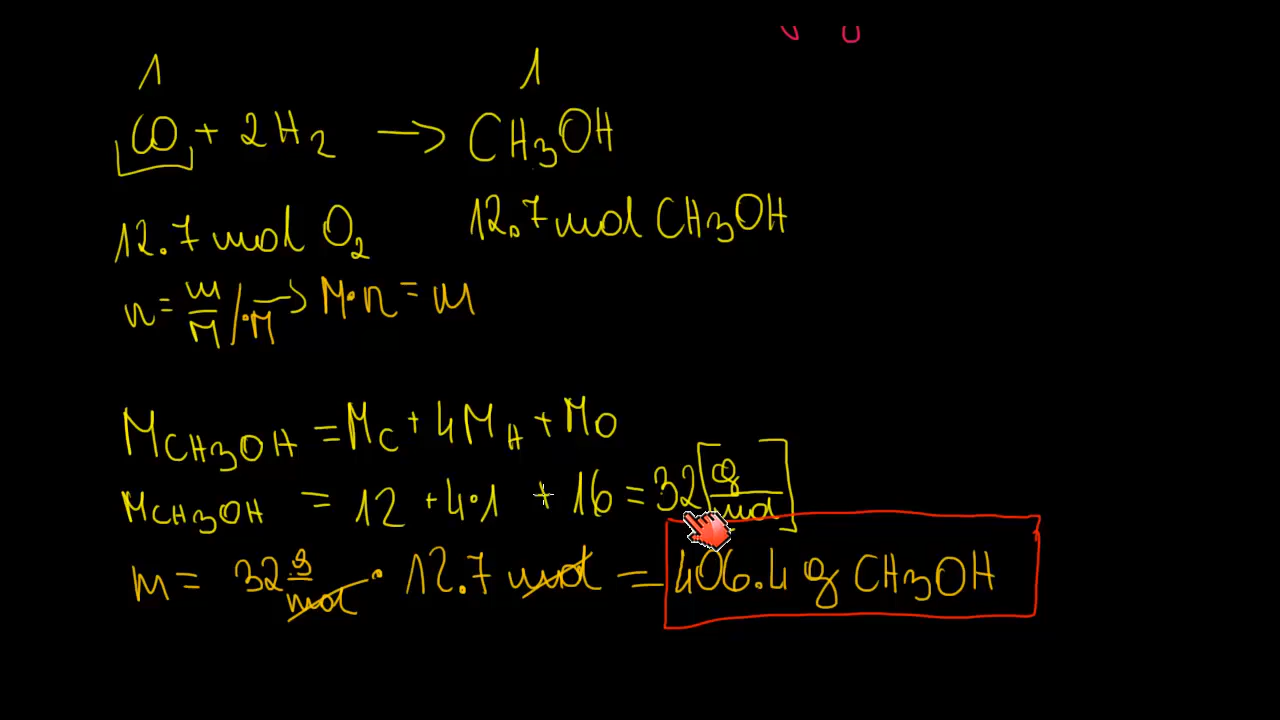 1 1
CO + 2H2 → CH3OH
12.7 mol O2 12.7 mol CH3OH
n = m/M /·M → M·n = m
MCH3OH = MC + 4MH + MO
MCH3OH = 12 + 4·1 + 16 = 32 [g/mol]
m = 32 g/mol · 12.7 mol = 406.4 g CH3OH